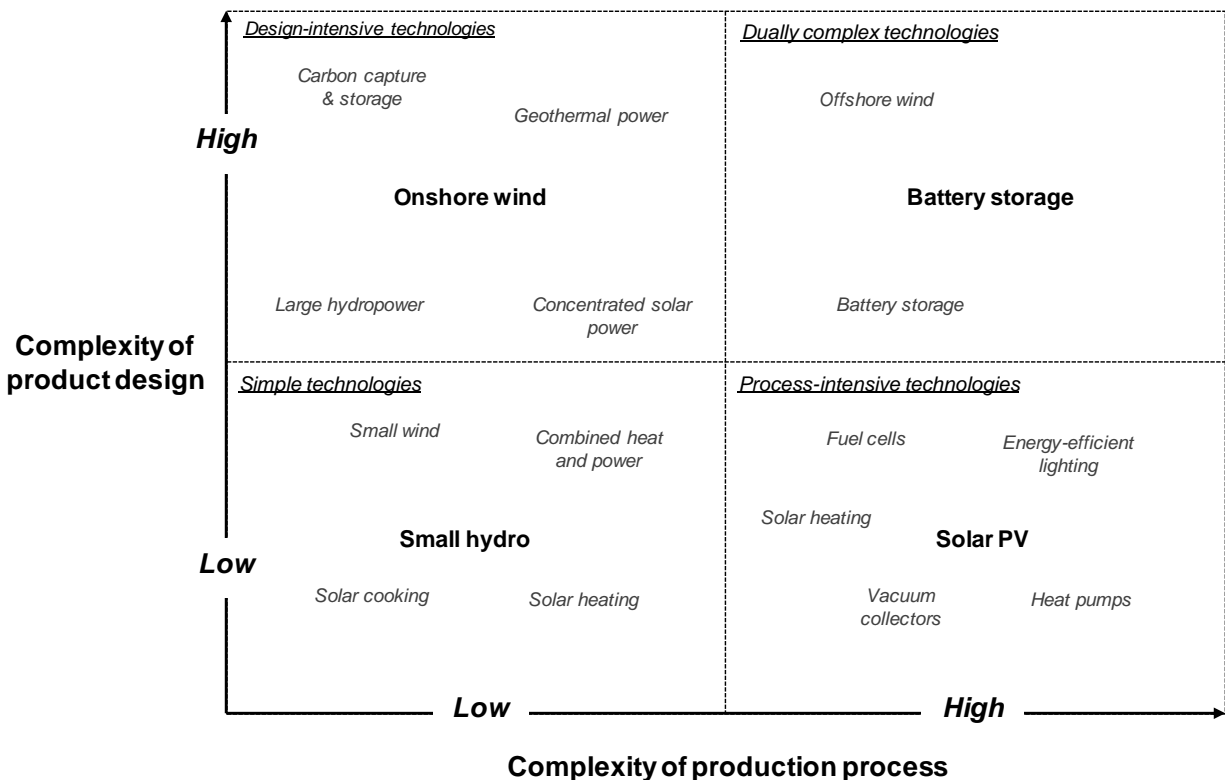 Design-intensive technologies
Carbon capture
& storage
Geothermal power
High
Onshore wind
Large hydropower
Concentrated solar
power
Dually complex technologies
Offshore wind
Battery storage
Battery storage
Complexity of
product design
Simple technologies
Small wind
Combined heat
and power
Small hydro
Low
Solar cooking
Solar heating
Process-intensive technologies
Fuel cells
Energy-efficient
lighting
Solar heating
Solar PV
Vacuum
collectors
Heat pumps
Low
High
Complexity of production process